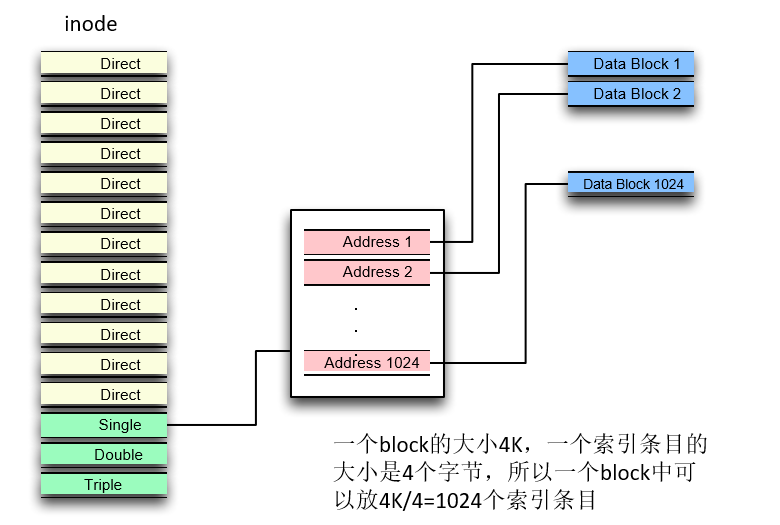 inode
Direct
Direct
Direct
Direct
Direct
Direct
Direct
Direct
Direct
Direct
Direct
Direct
Single
Double
Triple
Address 1
Address 2
.
.
.
Address 1024
Data Block 1
Data Block 2
Data Block 1024
一个block的大小4K，一个索引条目的
大小是4个字节，所以一个block中可
以放4K/4=1024个索引条目